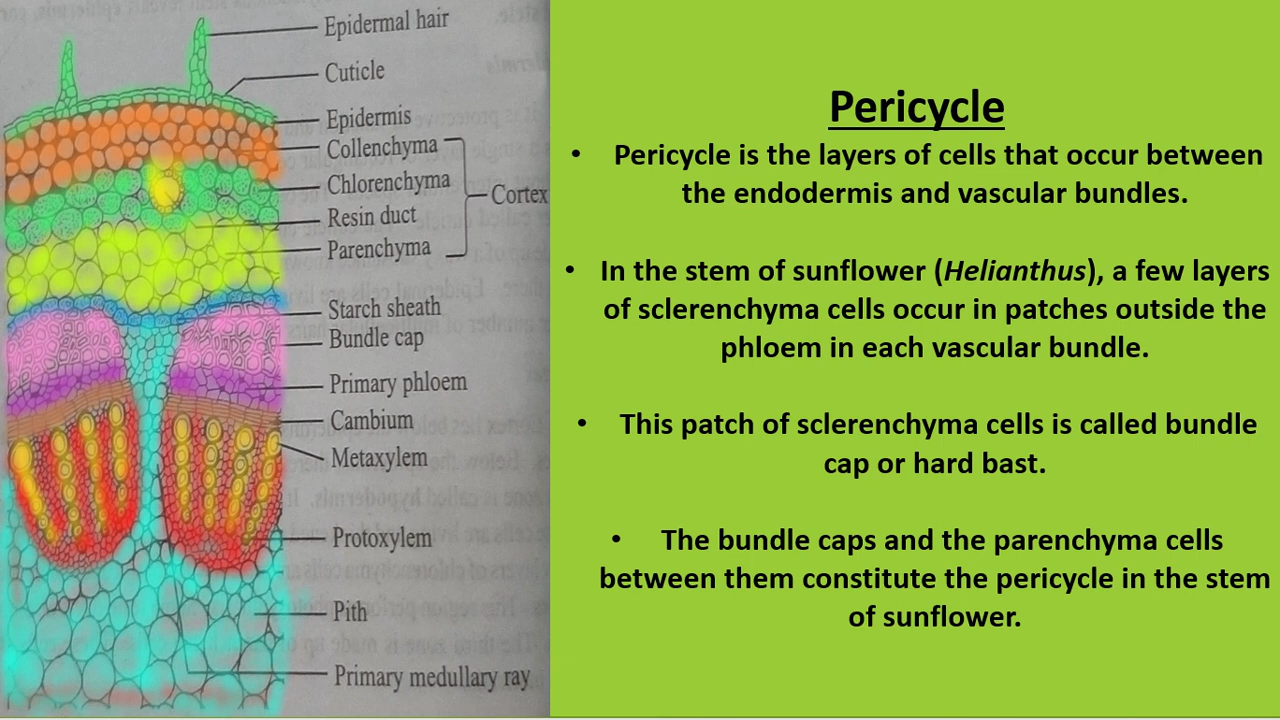 Epidermal hair
Cuticle
Epidermis
Collenchyma
Chlorenchyma
Cortex
Resin duct
Parenchyma
Starch sheath
Bundle cap
Primary phloem
Cambium
Metaxylem
Protoxylem
Pith
Primary medullary ray
Pericycle
• Pericycle is the layers of cells that occur between
the endodermis and vascular bundles.
• In the stem of sunflower (Helianthus), a few layers
of sclerenchyma cells occur in patches outside the
phloem in each vascular bundle.
• This patch of sclerenchyma cells is called bundle
cap or hard bast.
• The bundle caps and the parenchyma cells
between them constitute the pericycle in the stem
of sunflower.